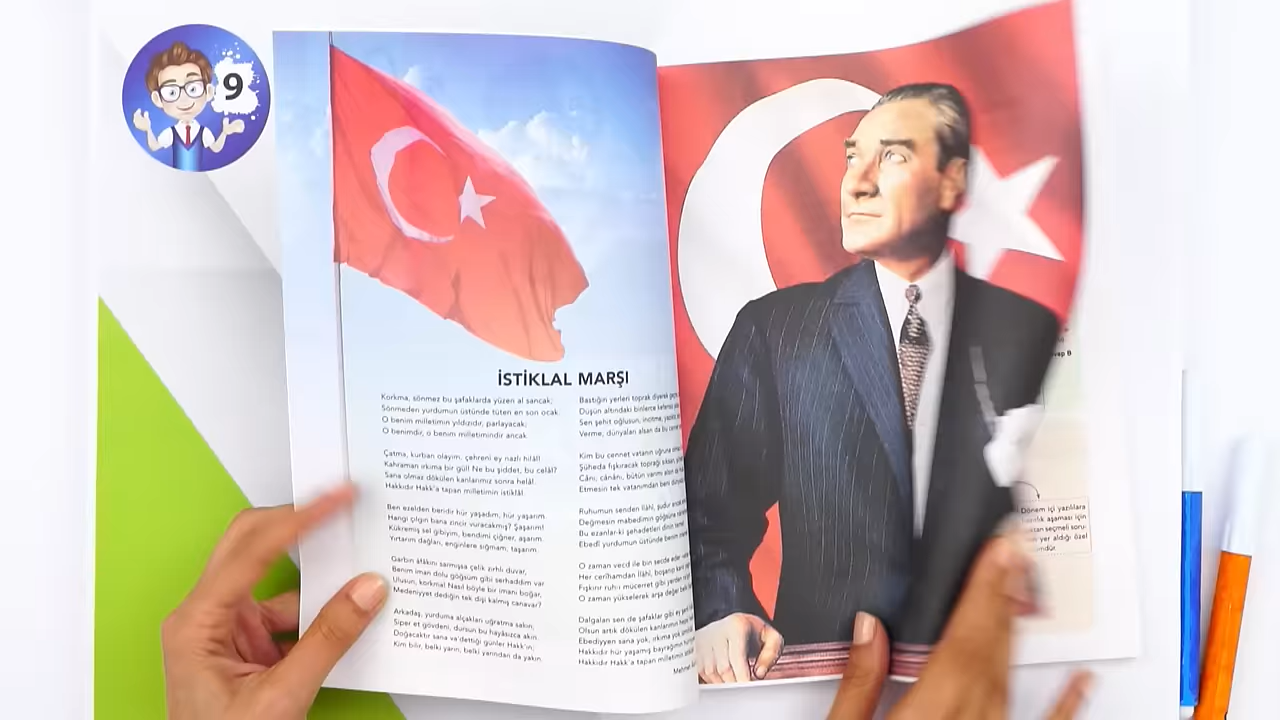 9
İSTİKLAL MARŞI
Korkma, sönmez bu şafaklarda yüzen al sancak;
Sönmeden yurdumun üstünde tüten en son ocak.
O benim milletimin yıldızıdır, parlayacak;
O benimdir, o benim milletimindir ancak.
Çatma, kurban olayım, çehreni ey nazlı hilâl!
Kahraman ırkıma bir gül! Ne bu şiddet, bu celâl?
Sana olmaz dökülen kanlarımız sonra helâl.
Hakkıdır Hakk'a tapan milletimin istiklâl.
Ben ezelden beridir hür yaşadım, hür yaşarım.
Hangi çılgın bana zincir vuracakmış? Şaşarım!
Kükremiş sel gibiyim, bendimi çiğner, aşarım.
Yırtarım dağları, enginlere sığmam, taşarım.
Garbın âfâkını sarmışsa çelik zırhlı duvar,
Benim iman dolu göğsüm gibi serhaddim var.
Ulusun, korkma! Nasıl böyle bir imanı boğar,
Medeniyyet dediğin tek dişi kalmış canavar?
Arkadaş, yurduma alçakları uğratma sakın;
Siper et gövdeni, dursun bu hayâsızca akın.
Doğacaktır sana va'dettiği günler Hakk'ın;
Kim bilir, belki yarın, belki yarından da yakın.
Bastığın yerleri toprak diyerek
Düşün altındaki binlerce kefensiz
Sen şehit oğlusun, incitme, yazıktır,
Verme, dünyaları alsan da bu
Kim bu cennet vatanın uğruna
Şüheda fışkıracak toprağı sıksan,
Cânı, cânânı, bütün varımı alsın da
Etmesin tek vatanımdan beni
Ruhumun senden İlâhî, şudur ancak
Değmesin mabedimin göğsüne
Bu ezanlar-ki şehadetleri dinin
Ebedî yurdumun üstünde benim
O zaman vecd ile bin secde eder
Her cerîhamdan İlâhî, boşanıp
Fışkırır ruh-ı mücerret gibi yerden
O zaman yükselerek arşa değer
Dalgalan sen de şafaklar gibi ey
Olsun artık dökülen kanlarımın
Ebediyyen sana yok, ırkıma yok
Hakkıdır hür yaşamış bayrağımın
Hakkıdır Hakk'a tapan milletimin
Mehmet
B
Dönem içi yazılılara
aşaması için
seçmeli soru-
yer aldığı özel